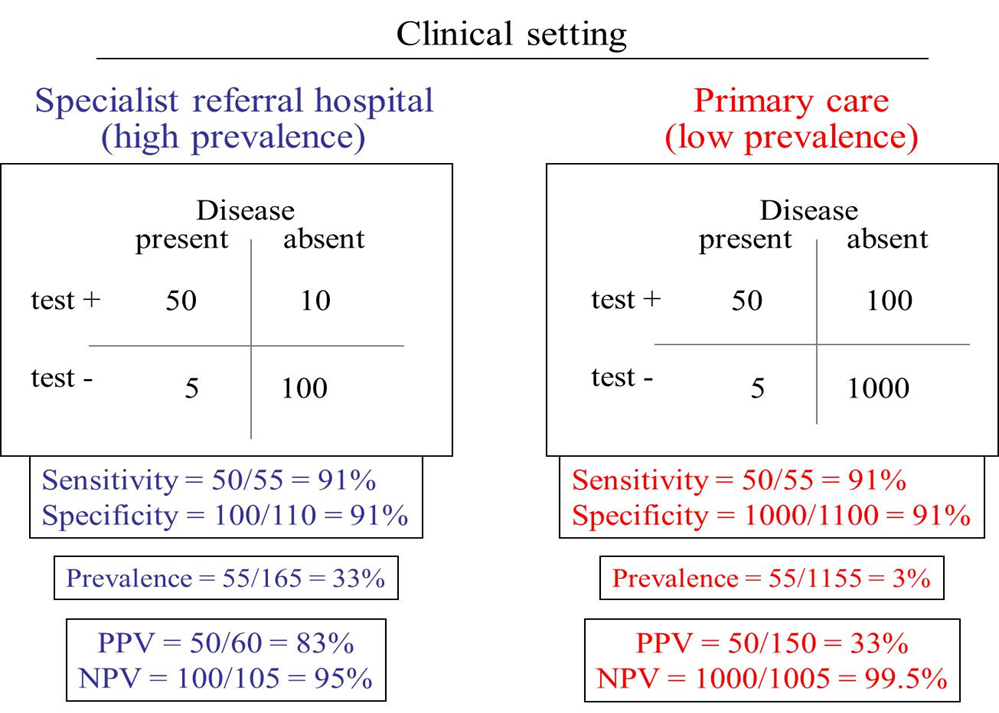 Clinical setting
Specialist referral hospital
(high prevalence)
Disease
present absent
test + 50 10
test - 5 100
Sensitivity = 50/55 = 91%
Specificity = 100/110 = 91%
Prevalence = 55/165 = 33%
PPV = 50/60 = 83%
NPV = 100/105 = 95%
Primary care
(low prevalence)
Disease
present absent
test + 50 100
test - 5 1000
Sensitivity = 50/55 = 91%
Specificity = 1000/1100 = 91%
Prevalence = 55/1155 = 3%
PPV = 50/150 = 33%
NPV = 1000/1005 = 99.5%